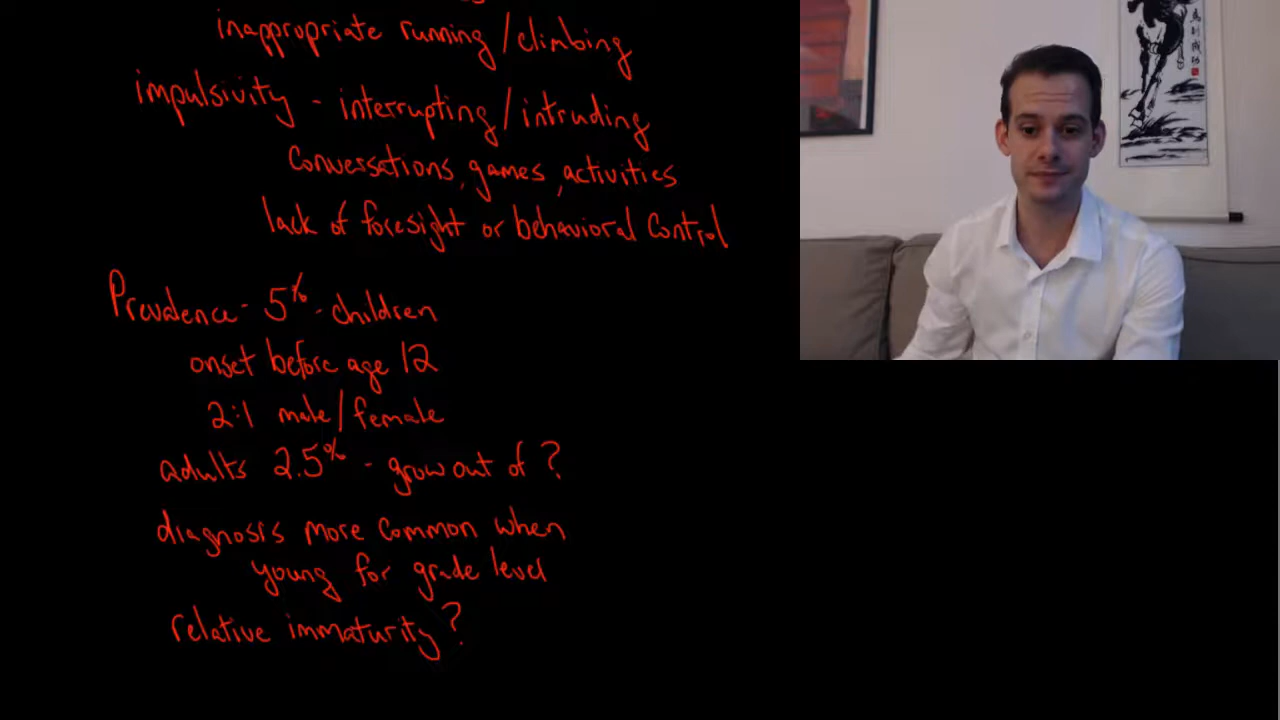 inappropriate running/climbing
impulsivity - interrupting/intruding
conversations, games, activities
lack of foresight or behavioral control
Prevalence - 5% - children
onset before age 12
2:1 male/female
adults 2.5% - grow out of?
diagnosis more common when
young for grade level
relative immaturity?